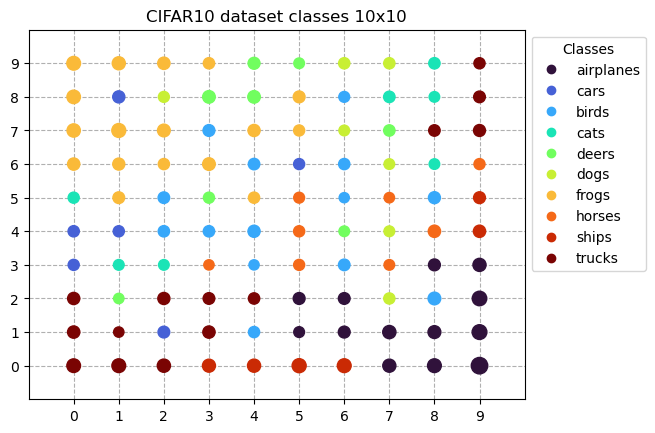 CIFAR10 dataset classes 10x10
9
8
7
6
5
4
3
2
1
0
0 1 2 3 4 5 6 7 8 9
Classes
airplanes
cars
birds
cats
deers
dogs
frogs
horses
ships
trucks